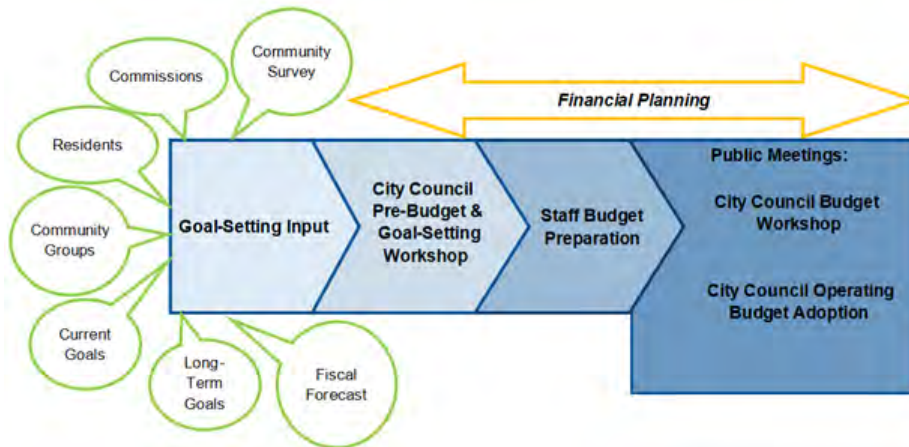 Community
Survey
Commissions
Residents
Community
Groups
Current
Goals
Long-
Term
Goals
Fiscal
Forecast
Financial Planning
Goal-Setting Input
City Council
Pre-Budget &
Goal-Setting
Workshop
Staff Budget
Preparation
Public Meetings:
City Council Budget
Workshop
City Council Operating
Budget Adoption